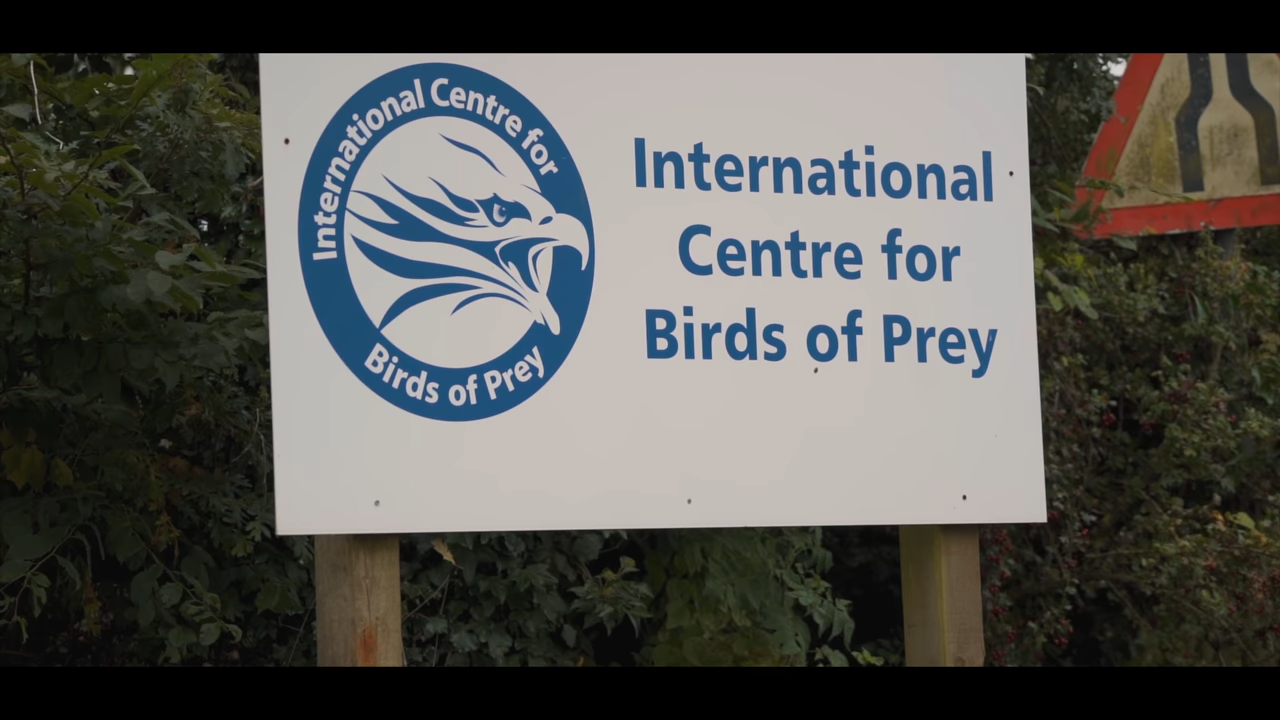 International Centre for
Birds of Prey
International
Centre for
Birds of Prey